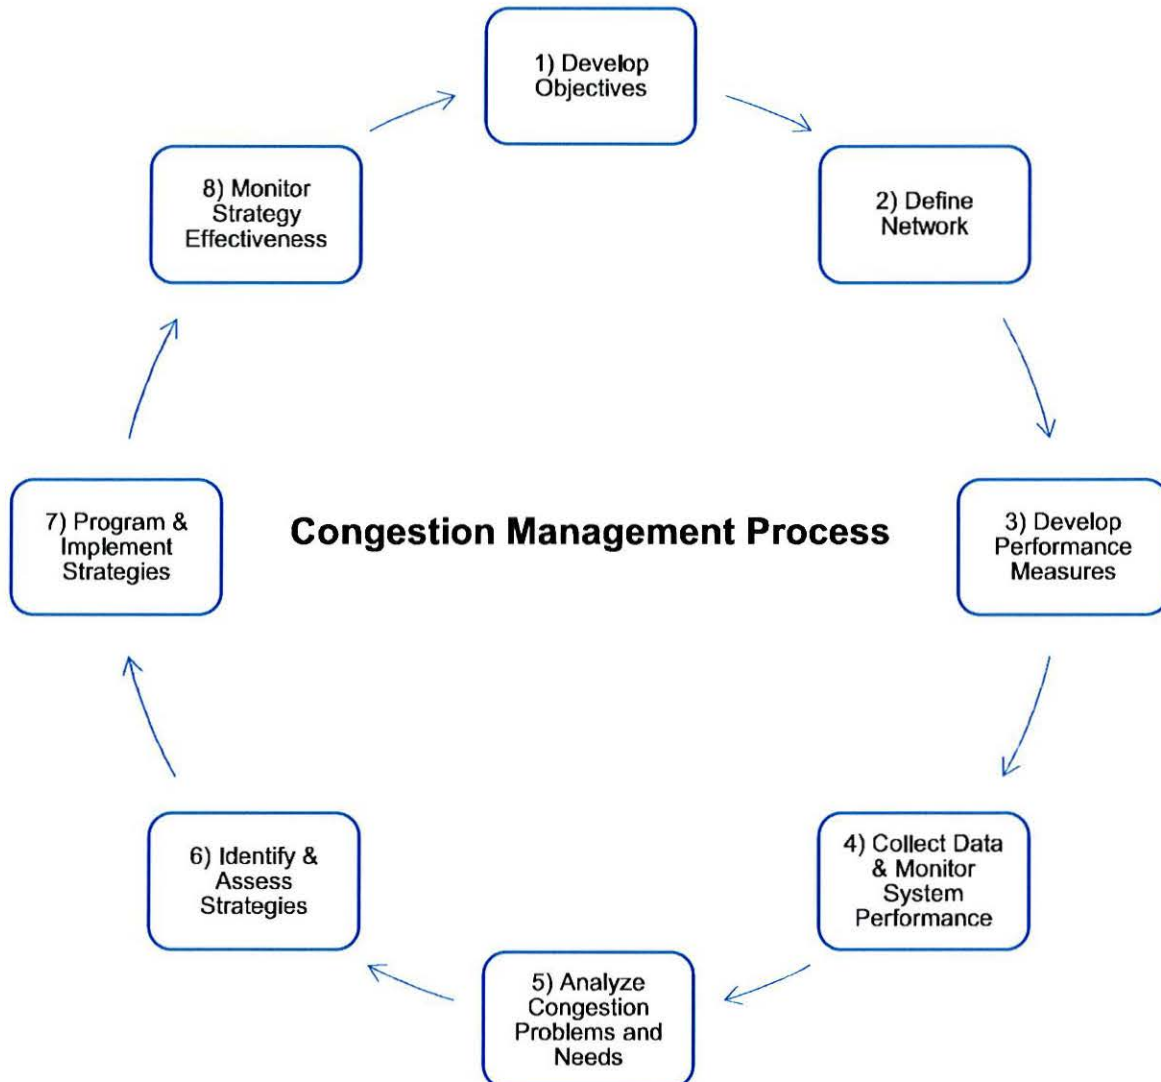 1) Develop
Objectives
2) Define
Network
3) Develop
Performance
Measures
4) Collect Data
& Monitor
System
Performance
5) Analyze
Congestion
Problems and
Needs
6) Identify &
Assess
Strategies
7) Program &
Implement
Strategies
8) Monitor
Strategy
Effectiveness
Congestion Management Process